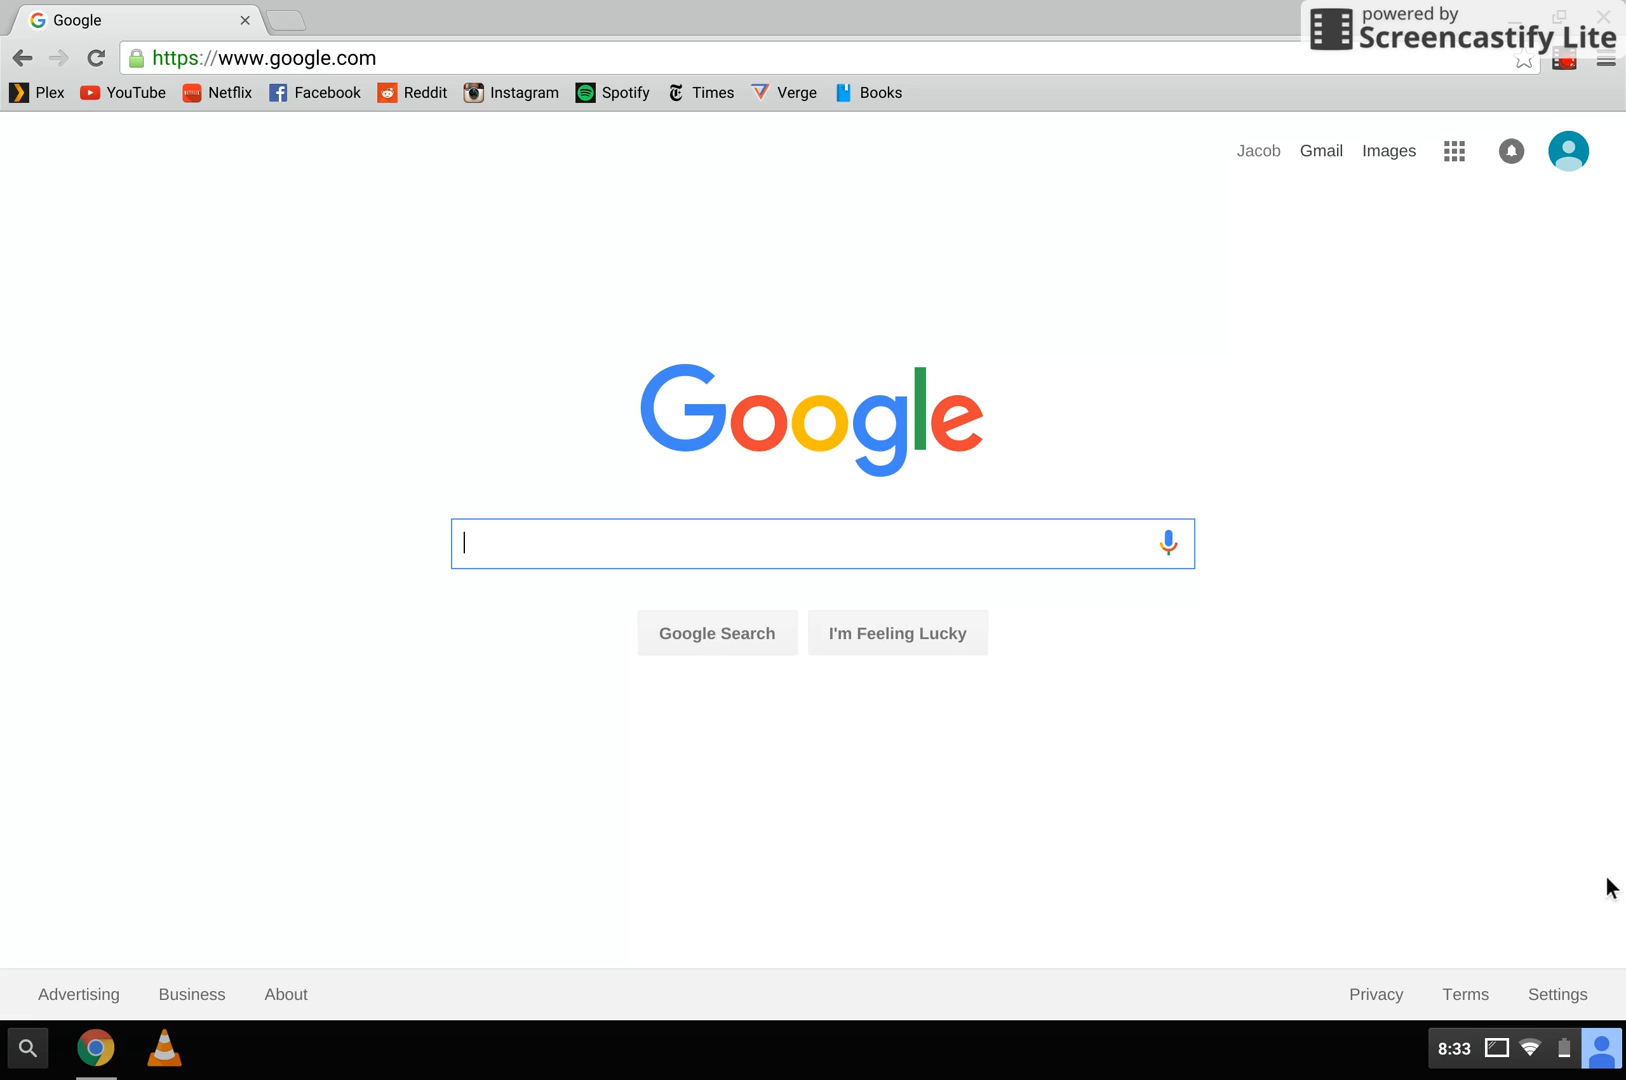 Google
powered by
Screencastify Lite
https://www.google.com
Plex YouTube Netflix Facebook Reddit Instagram Spotify Times Verge Books
Jacob Gmail Images
Google
Google Search I'm Feeling Lucky
Advertising Business About Privacy Terms Settings
8:33